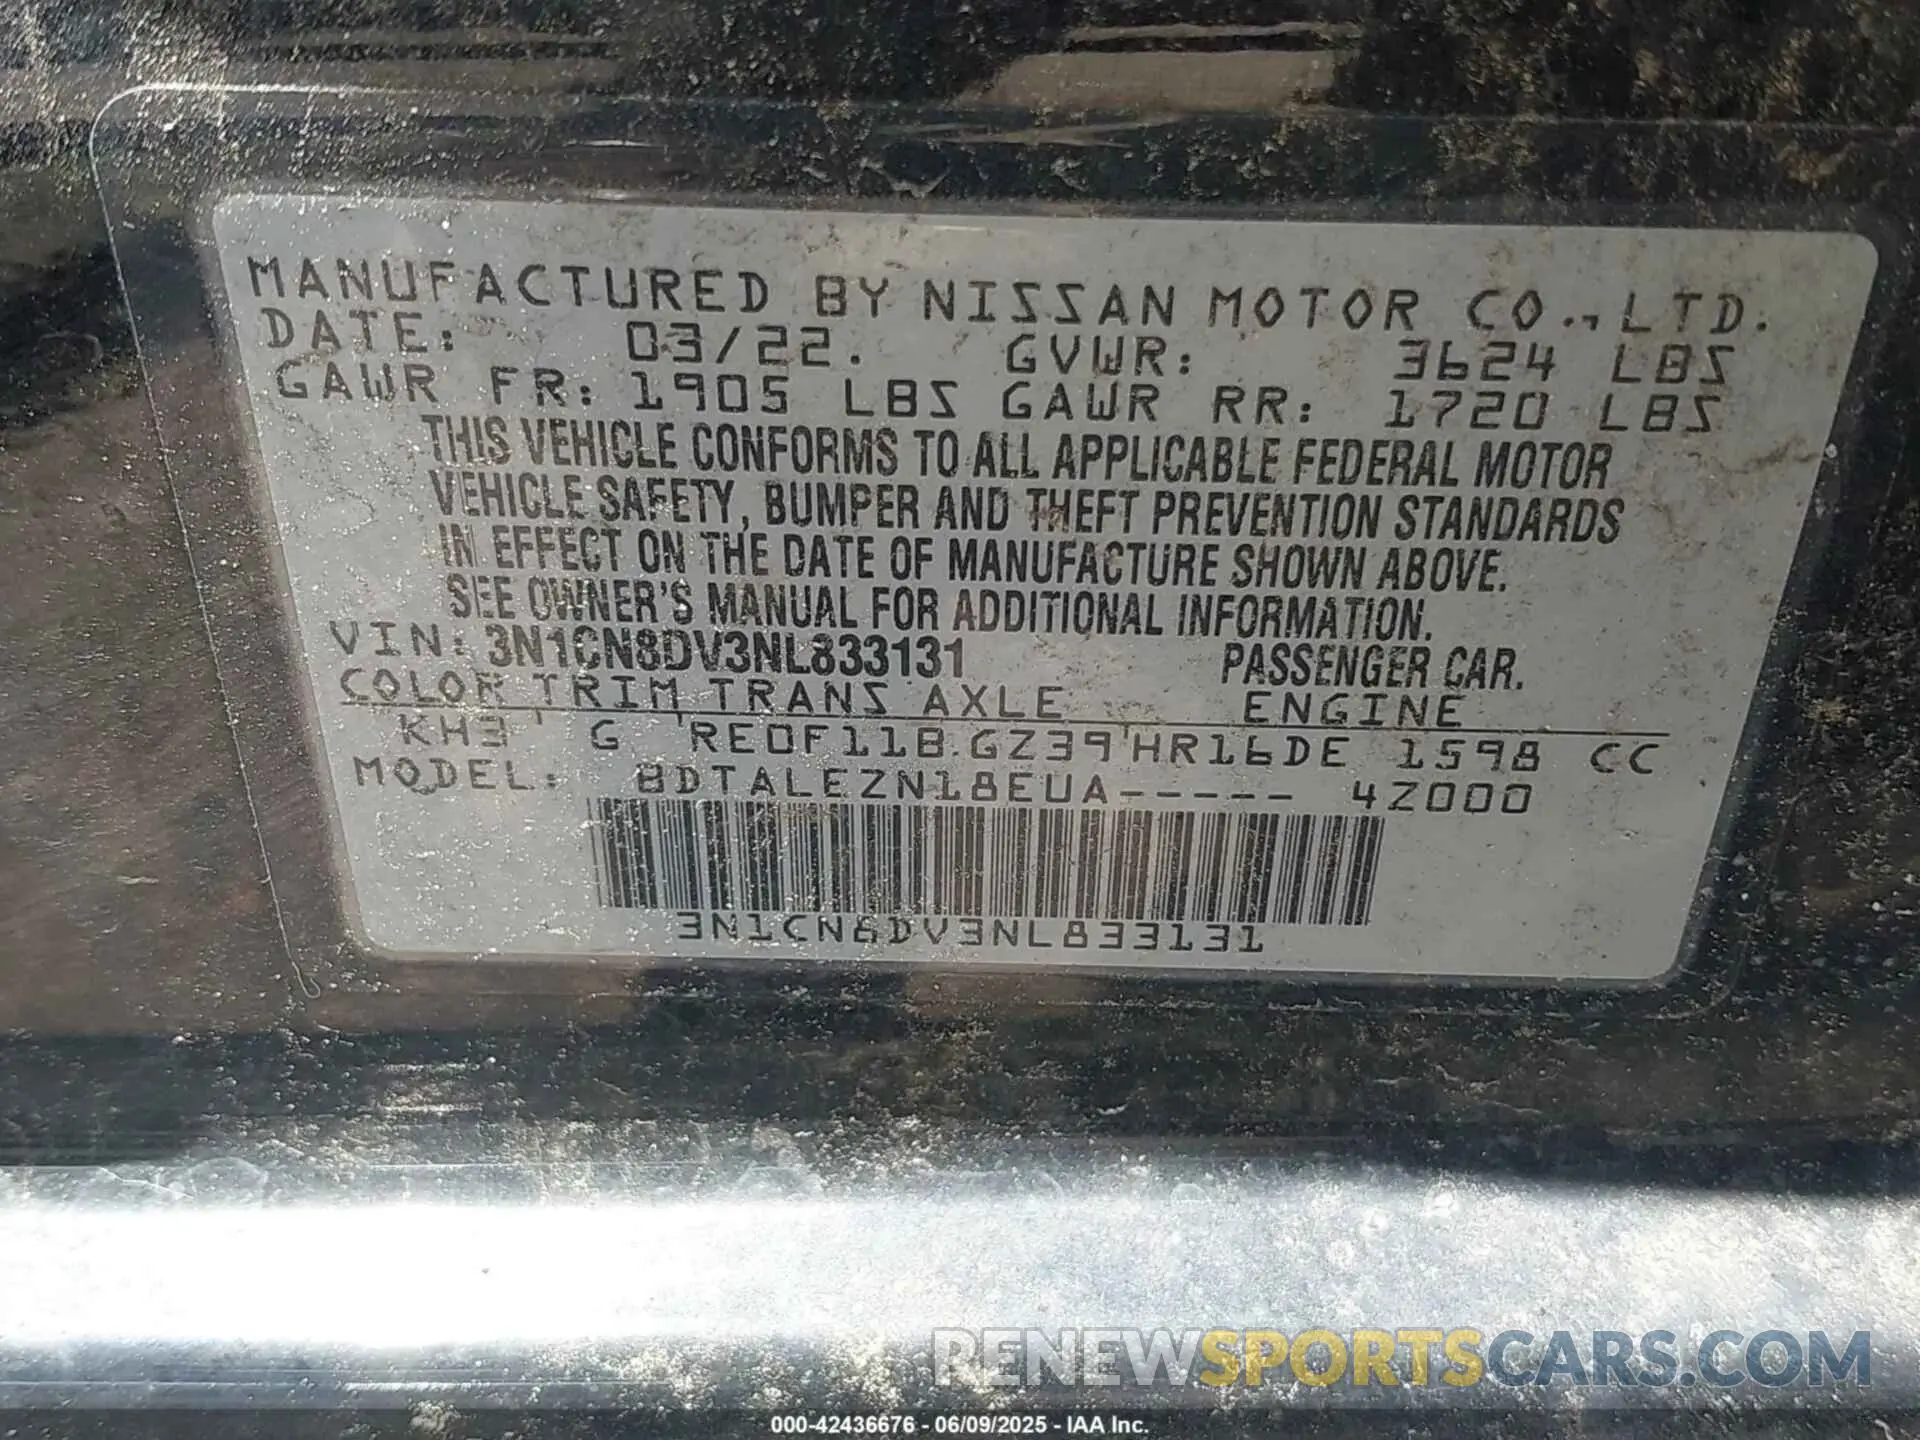 MANUFACTURED BY NISSAN MOTOR CO., LTD.
DATE: 03/22. GVWR: 3624 LBS
GAWR FR: 1905 LBS GAWR RR: 1720 LBS
THIS VEHICLE CONFORMS TO ALL APPLICABLE FEDERAL MOTOR
VEHICLE SAFETY, BUMPER AND THEFT PREVENTION STANDARDS
IN EFFECT ON THE DATE OF MANUFACTURE SHOWN ABOVE.
SEE OWNER'S MANUAL FOR ADDITIONAL INFORMATION.
VIN: 3N1CN8DV3NL833131 PASSENGER CAR.
COLOR TRIM TRANS AXLE ENGINE
KH3 G RE0F11B GZ39 HR16DE 1598 CC
MODEL: BDTALEZN18EUA----- 4Z000
3N1CN8DV3NL833131
RENEWSPORTSCARS.COM
000-42436676 - 06/09/2025 - IAA Inc.